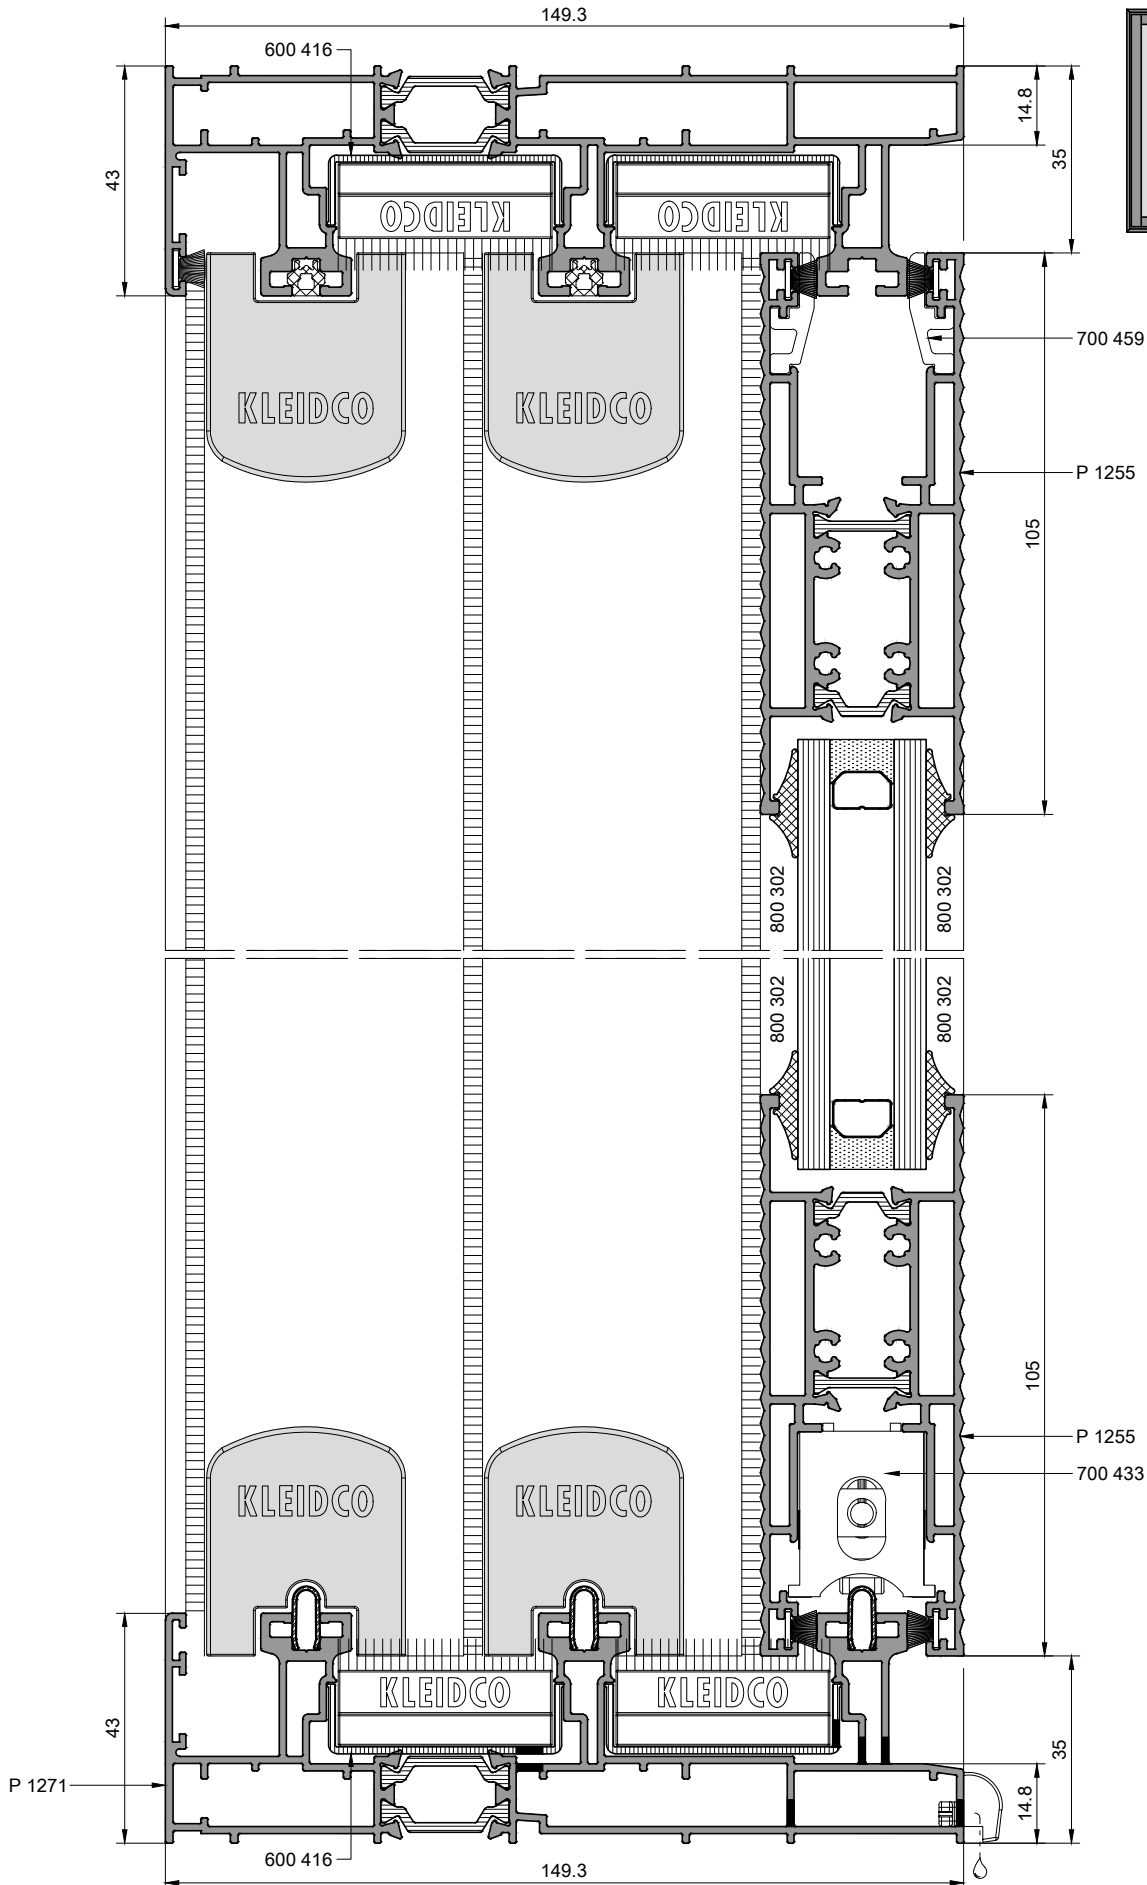 149.3
600 416
43
14.8
35
KLEIDCO KLEIDCO
700 459
KLEIDCO KLEIDCO
P 1255
105
800 302 800 302
800 302 800 302
105
P 1255
700 433
KLEIDCO KLEIDCO
KLEIDCO KLEIDCO
43
35
P 1271
14.8
600 416
149.3